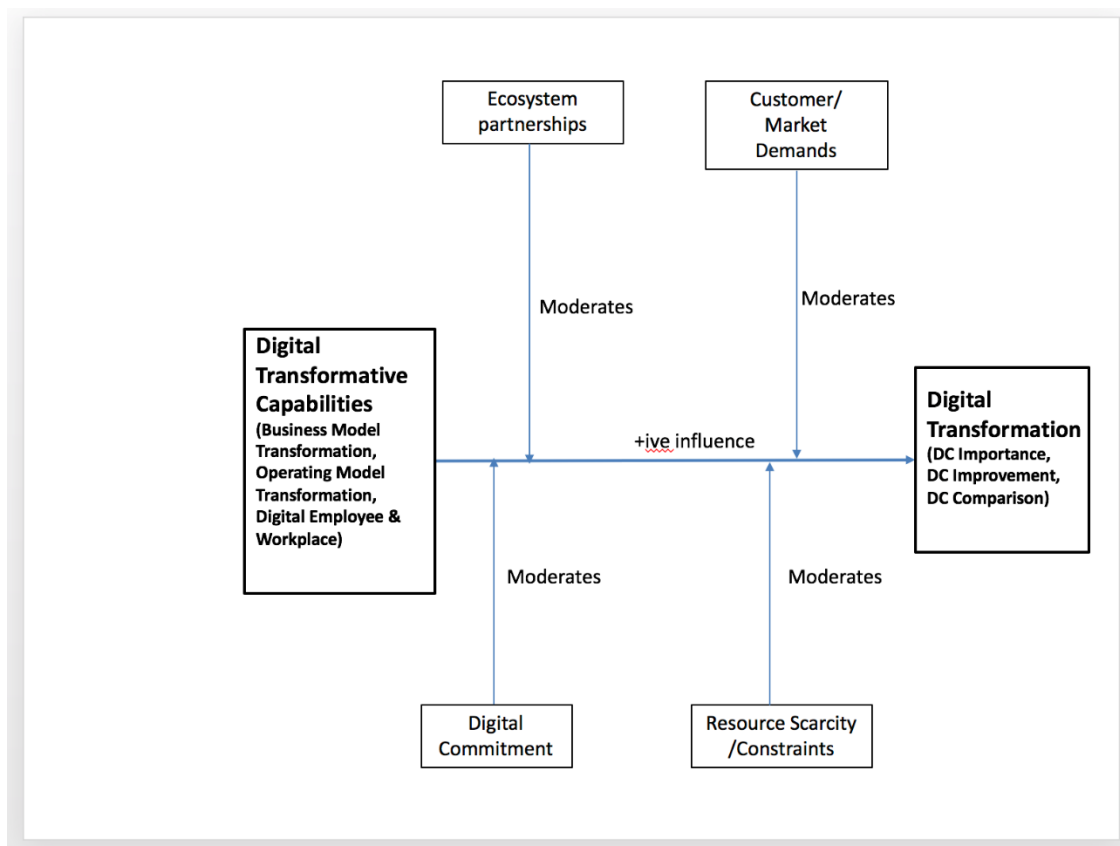 Ecosystem
partnerships
Customer/
Market
Demands
Moderates
Moderates
Digital
Transformative
Capabilities
(Business Model
Transformation,
Operating Model
Transformation,
Digital Employee &
Workplace)
+ive influence
Digital
Transformation
(DC Importance,
DC Improvement,
DC Comparison)
Moderates
Moderates
Digital
Commitment
Resource Scarcity
/Constraints